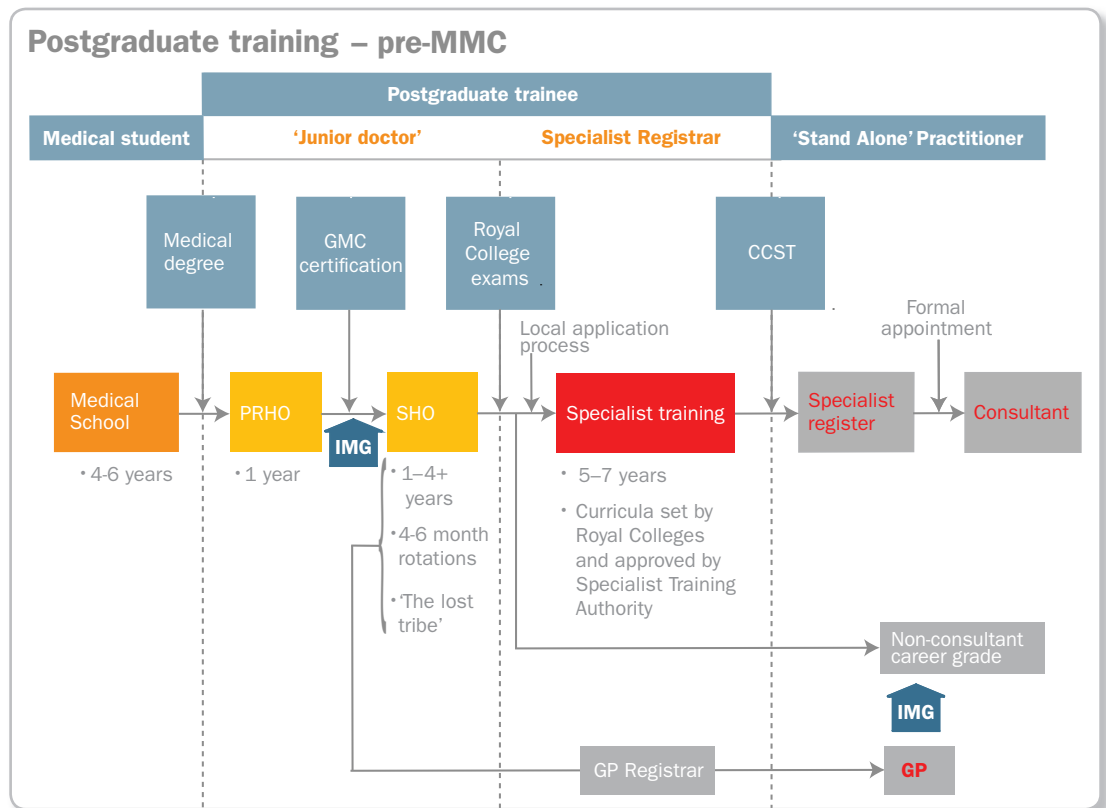 Postgraduate training – pre-MMC
Postgraduate trainee
Medical student
'Junior doctor'
Specialist Registrar
'Stand Alone' Practitioner
Medical
degree
GMC
certification
Royal
College
exams
CCST
Local application
process
Formal
appointment
Medical
School
PRHO
IMG
SHO
Specialist training
Specialist
register
Consultant
• 4-6 years
• 1 year
• 1–4+
years
• 4-6 month
rotations
• 'The lost
tribe'
• 5–7 years
• Curricula set by
Royal Colleges
and approved by
Specialist Training
Authority
Non-consultant
career grade
IMG
GP Registrar
GP